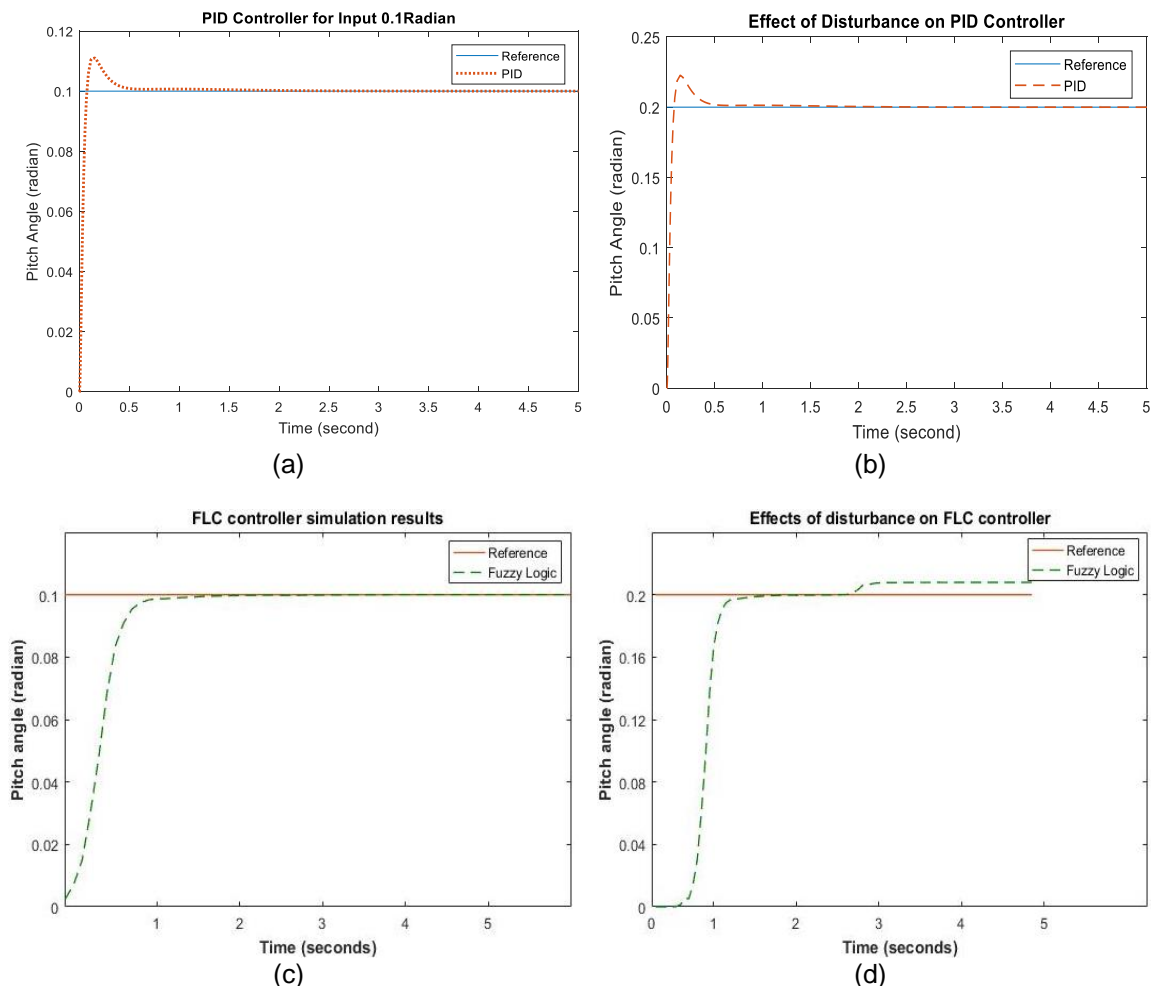 PID Controller for Input 0.1Radian
0.12
0.1
0.08
0.06
0.04
0.02
0
Pitch Angle (radian)
Reference
PID
0 0.5 1 1.5 2 2.5 3 3.5 4 4.5 5
Time (second)
(a)
Effect of Disturbance on PID Controller
0.25
0.2
0.15
0.1
0.05
0
Pitch Angle (radian)
Reference
PID
0 0.5 1 1.5 2 2.5 3 3.5 4 4.5 5
Time (second)
(b)
FLC controller simulation results
0.1
0.08
0.06
0.04
0.02
0
Pitch angle (radian)
Reference
Fuzzy Logic
1 2 3 4 5
Time (seconds)
(c)
Effects of disturbance on FLC controller
0.2
0.16
0.12
0.08
0.04
0
Pitch angle (radian)
Reference
Fuzzy Logic
0 1 2 3 4 5
Time (seconds)
(d)